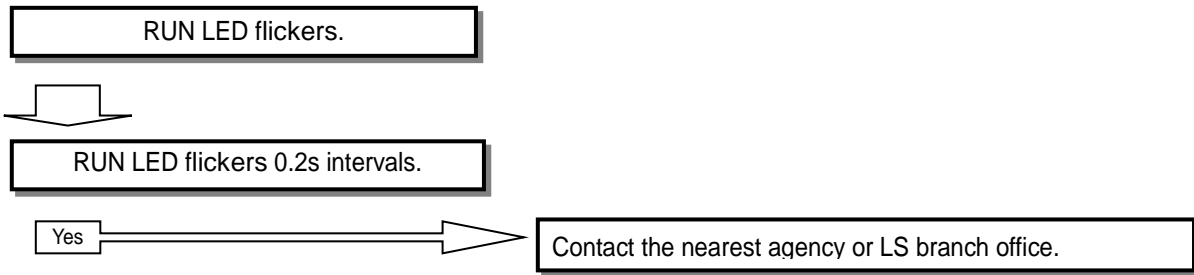 RUN LED flickers.
RUN LED flickers 0.2s intervals.
Yes
Contact the nearest agency or LS branch office.